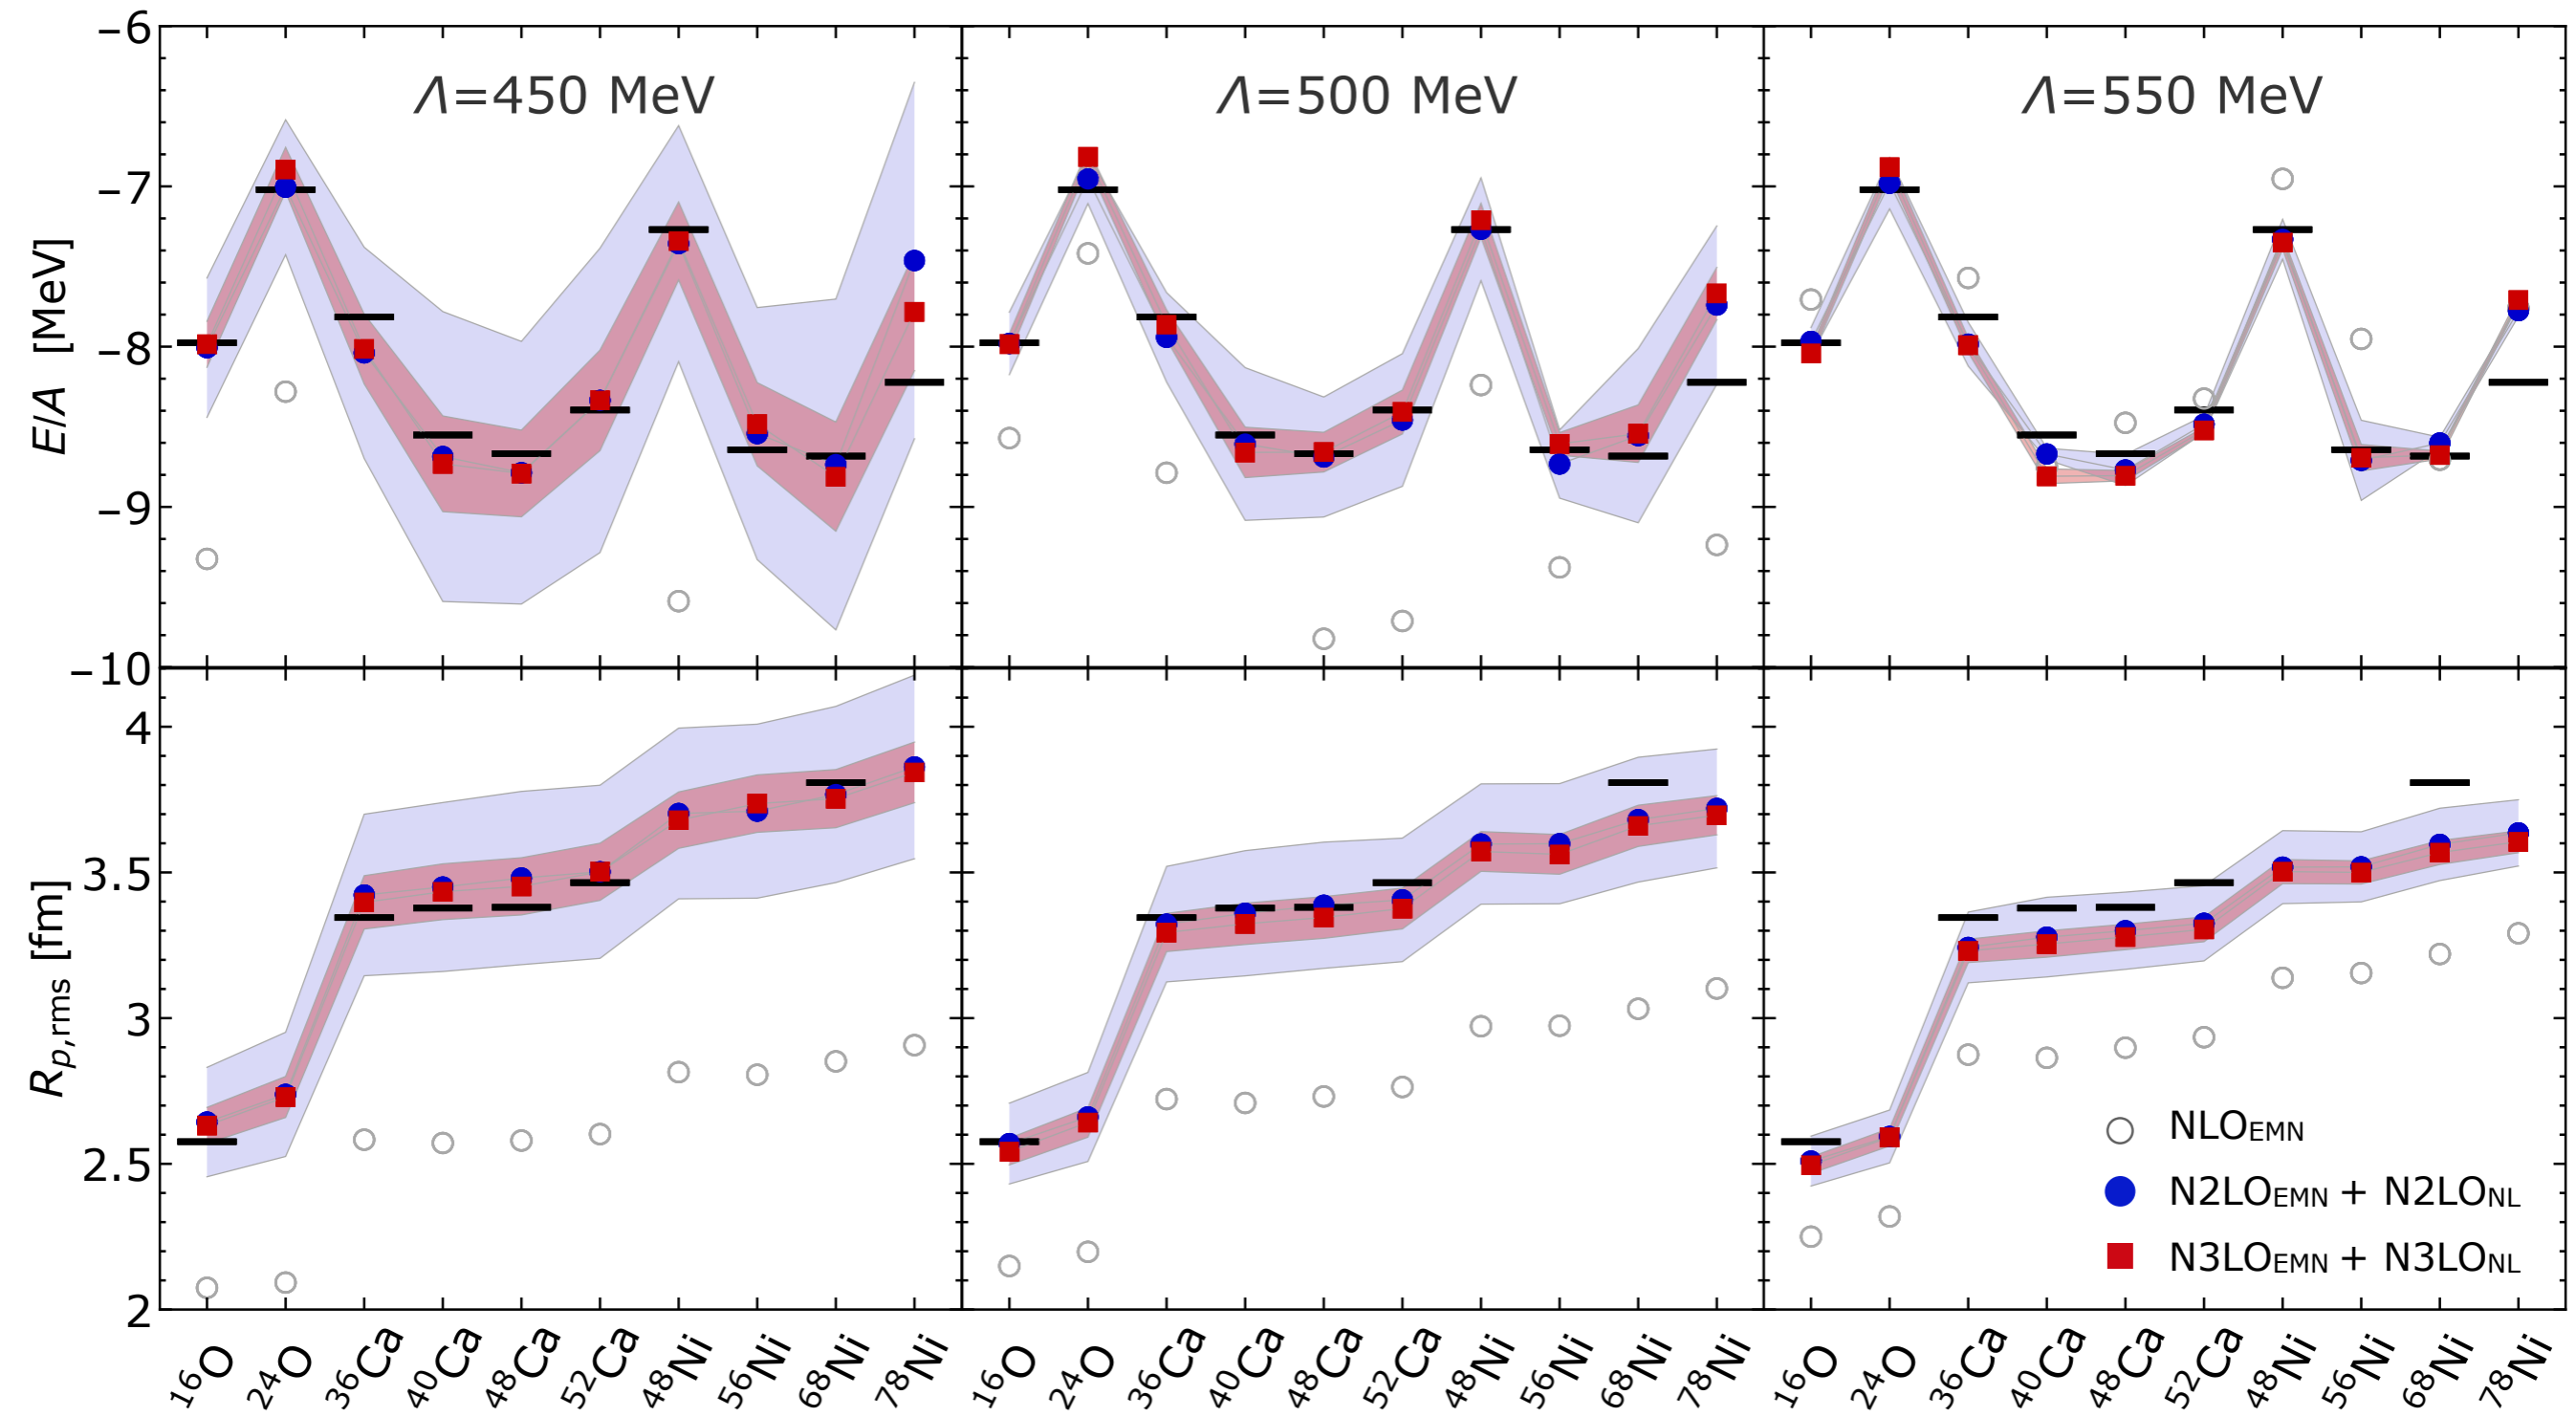 Λ=450 MeV Λ=500 MeV Λ=550 MeV
E/A [MeV]
−6
−7
−8
−9
−10
R_p,rms [fm]
4
3.5
3
2.5
2
NLO_EMN
N2LO_EMN + N2LO_NL
N3LO_EMN + N3LO_NL
¹⁶O ²⁴O ³⁶Ca ⁴⁰Ca ⁴⁸Ca ⁵²Ca ⁴⁸Ni ⁵⁶Ni ⁶⁸Ni ⁷⁸Ni ¹⁶O ²⁴O ³⁶Ca ⁴⁰Ca ⁴⁸Ca ⁵²Ca ⁴⁸Ni ⁵⁶Ni ⁶⁸Ni ⁷⁸Ni ¹⁶O ²⁴O ³⁶Ca ⁴⁰Ca ⁴⁸Ca ⁵²Ca ⁴⁸Ni ⁵⁶Ni ⁶⁸Ni ⁷⁸Ni